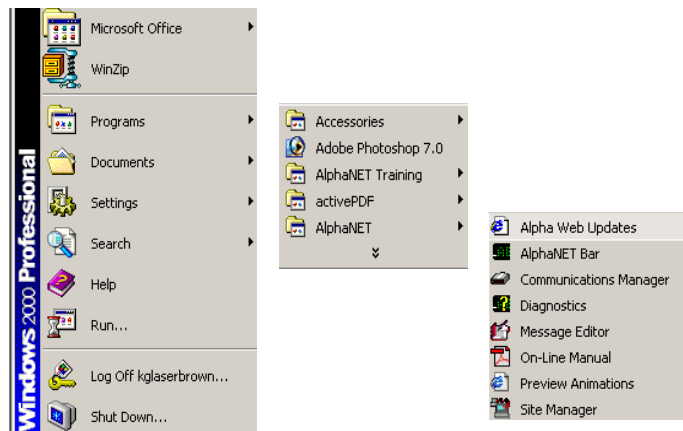 Microsoft Office
WinZip
Programs
Documents
Settings
Search
Help
Run...
Log Off kglaserbrown...
Shut Down...
Windows 2000 Professional
Accessories
Adobe Photoshop 7.0
AlphaNET Training
activePDF
AlphaNET
Alpha Web Updates
AlphaNET Bar
Communications Manager
Diagnostics
Message Editor
On-Line Manual
Preview Animations
Site Manager